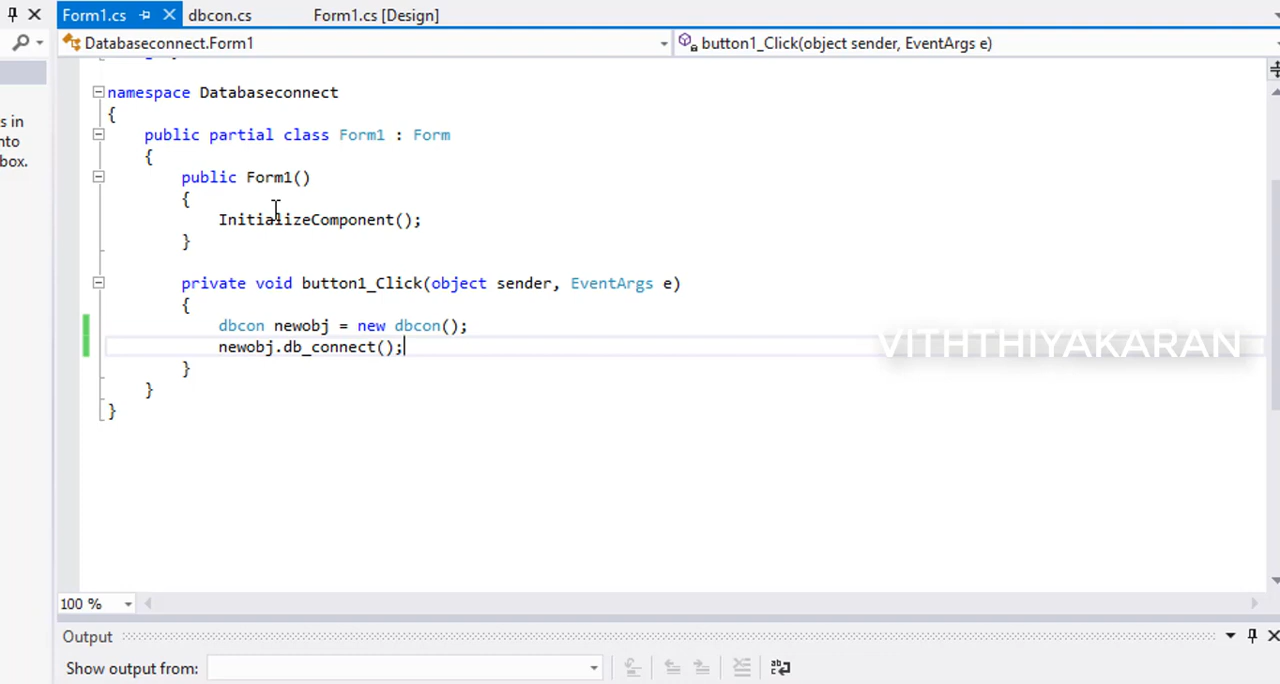 Form1.cs dbcon.cs Form1.cs [Design]
Databaseconnect.Form1 button1_Click(object sender, EventArgs e)
namespace Databaseconnect
{
public partial class Form1 : Form
{
public Form1()
{
InitializeComponent();
}
private void button1_Click(object sender, EventArgs e)
{
dbcon newobj = new dbcon();
newobj.db_connect();
}
}
}
s in
nto
box.
VITHTHIYAKARAN
100 %
Output
Show output from: